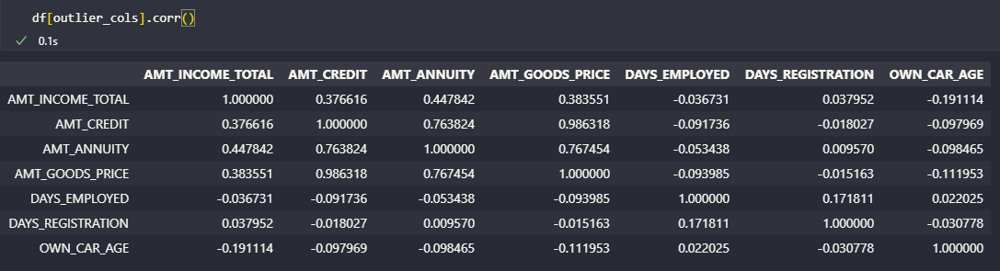 df[outlier_cols].corr()
✓ 0.1s
AMT_INCOME_TOTAL AMT_CREDIT AMT_ANNUITY AMT_GOODS_PRICE DAYS_EMPLOYED DAYS_REGISTRATION OWN_CAR_AGE
AMT_INCOME_TOTAL 1.000000 0.376616 0.447842 0.383551 -0.036731 0.037952 -0.191114
AMT_CREDIT 0.376616 1.000000 0.763824 0.986318 -0.091736 -0.018027 -0.097969
AMT_ANNUITY 0.447842 0.763824 1.000000 0.767454 -0.053438 0.009570 -0.098465
AMT_GOODS_PRICE 0.383551 0.986318 0.767454 1.000000 -0.093985 -0.015163 -0.111953
DAYS_EMPLOYED -0.036731 -0.091736 -0.053438 -0.093985 1.000000 0.171811 0.022025
DAYS_REGISTRATION 0.037952 -0.018027 0.009570 -0.015163 0.171811 1.000000 -0.030778
OWN_CAR_AGE -0.191114 -0.097969 -0.098465 -0.111953 0.022025 -0.030778 1.000000